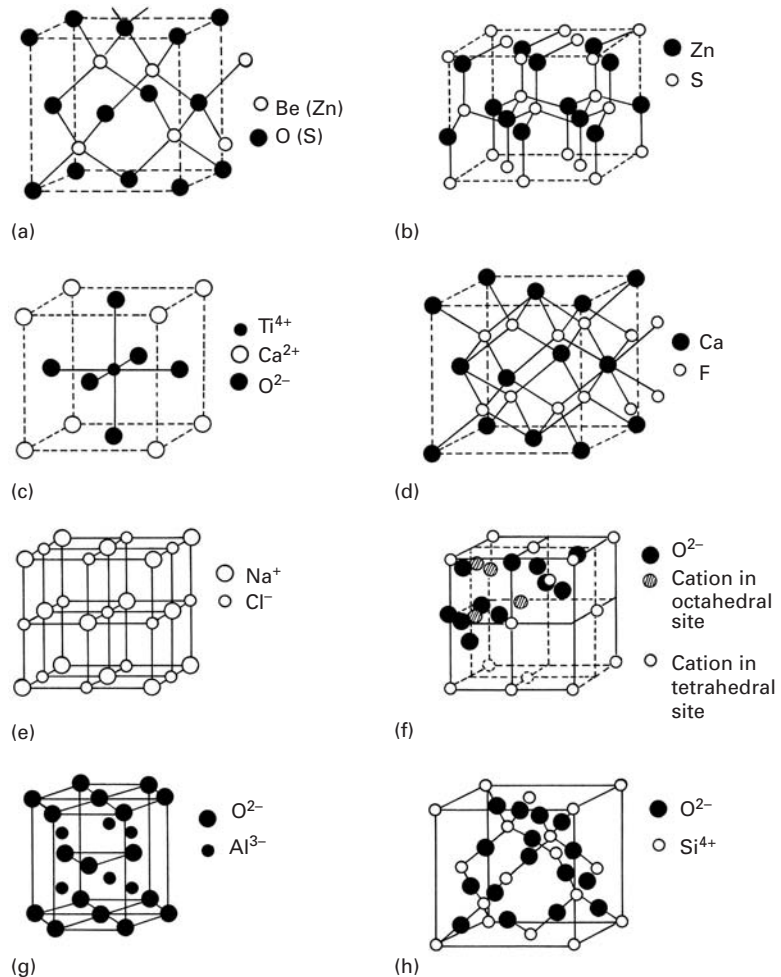 Be (Zn)
O (S)
(a)
Zn
S
(b)
Ti⁴⁺
Ca²⁺
O²⁻
(c)
Ca
F
(d)
Na⁺
Cl⁻
(e)
O²⁻
Cation in
octahedral
site
Cation in
tetrahedral
site
(f)
O²⁻
Al³⁻
(g)
O²⁻
Si⁴⁺
(h)